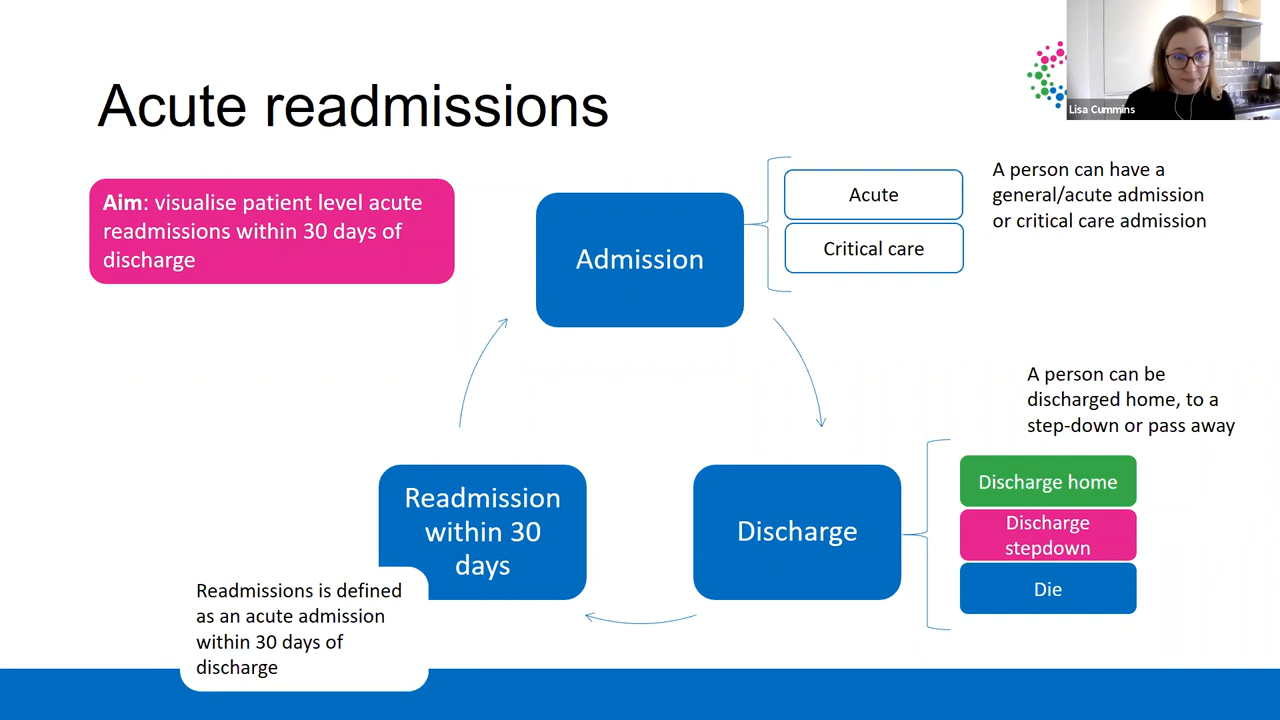 Acute readmissions
Lisa Cummins
Aim: visualise patient level acute
readmissions within 30 days of
discharge
Admission
Acute
Critical care
A person can have a
general/acute admission
or critical care admission
A person can be
discharged home, to a
step-down or pass away
Readmission
within 30
days
Discharge
Discharge home
Discharge
stepdown
Die
Readmissions is defined
as an acute admission
within 30 days of
discharge